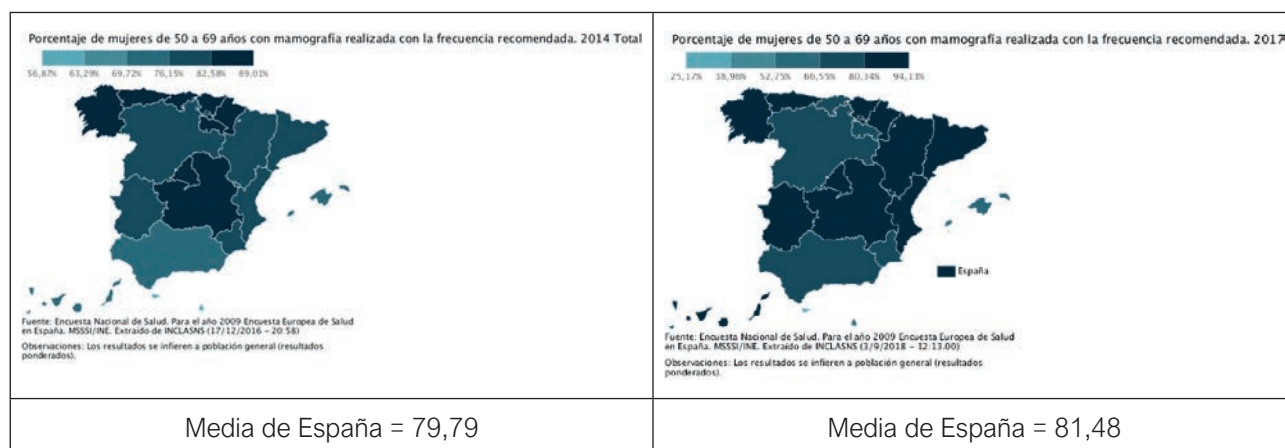 Porcentaje de mujeres de 50 a 69 años con mamografía realizada con la frecuencia recomendada. 2014 Total
56,87% 63,29% 69,72% 76,15% 82,58% 89,01%
Fuente: Encuesta Nacional de Salud. Para el año 2009 Encuesta Europea de Salud
en España. MSSSI/INE. Extraído de INCLASNS (17/12/2016 - 20:58)
Observaciones: Los resultados se infieren a población general (resultados
ponderados).
Media de España = 79,79
Porcentaje de mujeres de 50 a 69 años con mamografía realizada con la frecuencia recomendada. 2017
25,17% 38,96% 52,75% 66,55% 80,34% 94,13%
España
Fuente: Encuesta Nacional de Salud. Para el año 2009 Encuesta Europea de Salud
en España. MSSSI/INE. Extraído de INCLASNS (3/9/2018 - 12:13:00)
Observaciones: Los resultados se infieren a población general (resultados
ponderados).
Media de España = 81,48